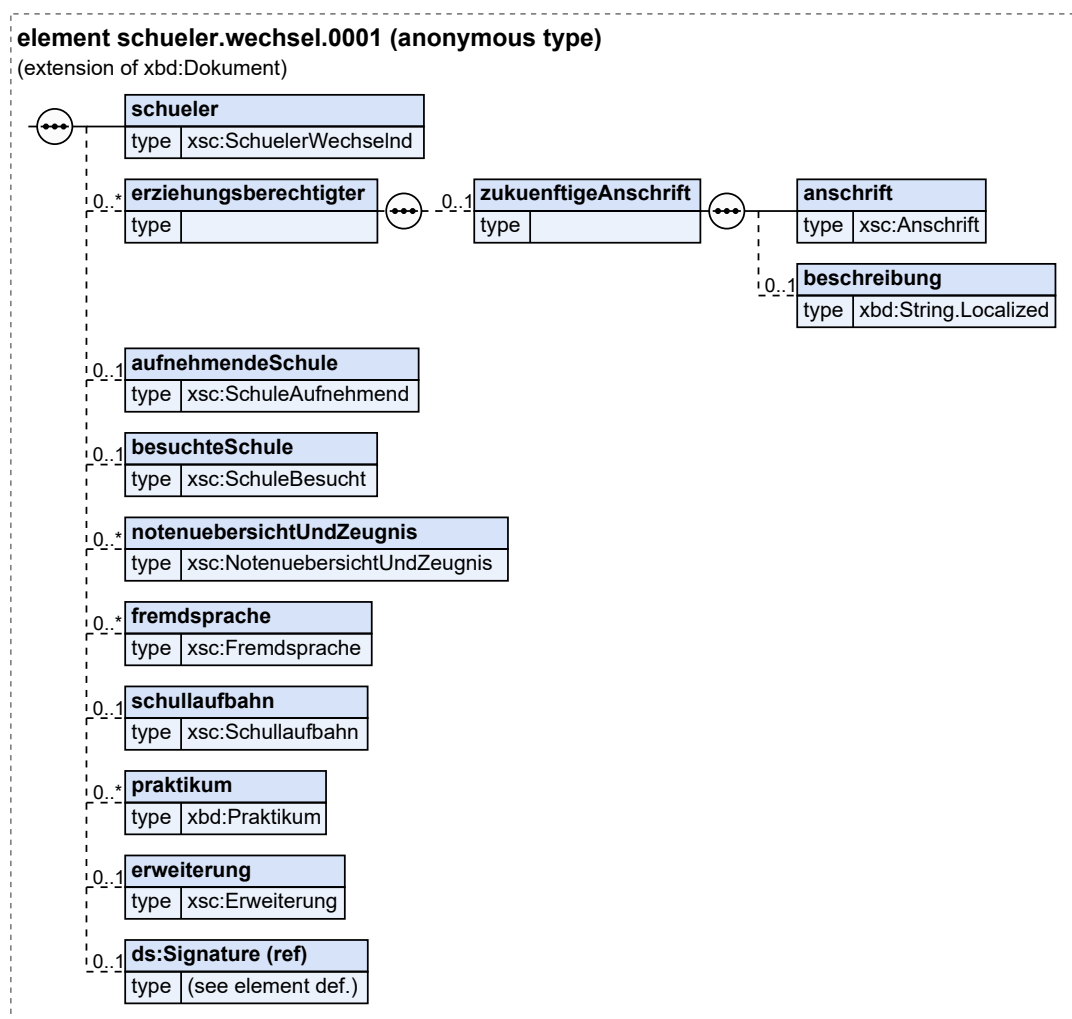 element schueler.wechsel.0001 (anonymous type)
(extension of xbd:Dokument)
schueler
type xsc:SchuelerWechselnd
0..* erziehungsberechtigter 0..1 zukuenftigeAnschrift anschrift
type type type xsc:Anschrift
0..1 beschreibung
type xbd:String.Localized
0..1 aufnehmendeSchule
type xsc:SchuleAufnehmend
0..1 besuchteSchule
type xsc:SchuleBesucht
0..* notenuebersichtUndZeugnis
type xsc:NotenuebersichtUndZeugnis
0..* fremdsprache
type xsc:Fremdsprache
0..1 schullaufbahn
type xsc:Schullaufbahn
0..* praktikum
type xbd:Praktikum
0..1 erweiterung
type xsc:Erweiterung
0..1 ds:Signature (ref)
type (see element def.)